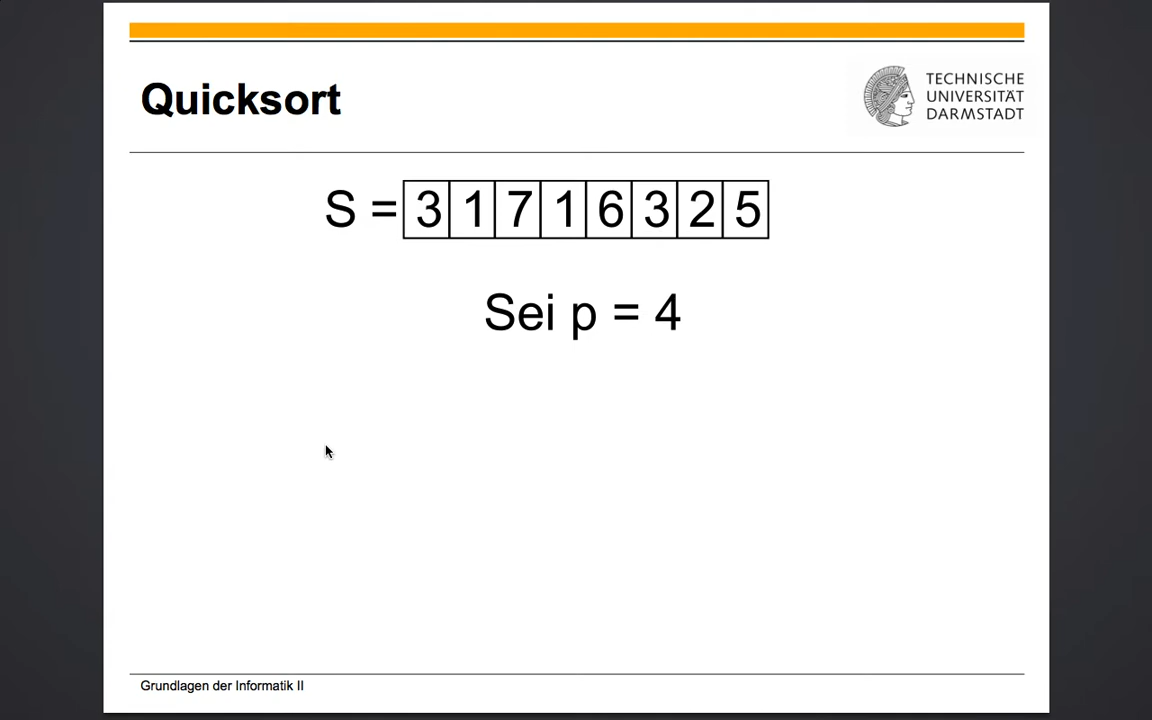 Quicksort
TECHNISCHE
UNIVERSITÄT
DARMSTADT
S = 3 1 7 1 6 3 2 5
Sei p = 4
Grundlagen der Informatik II